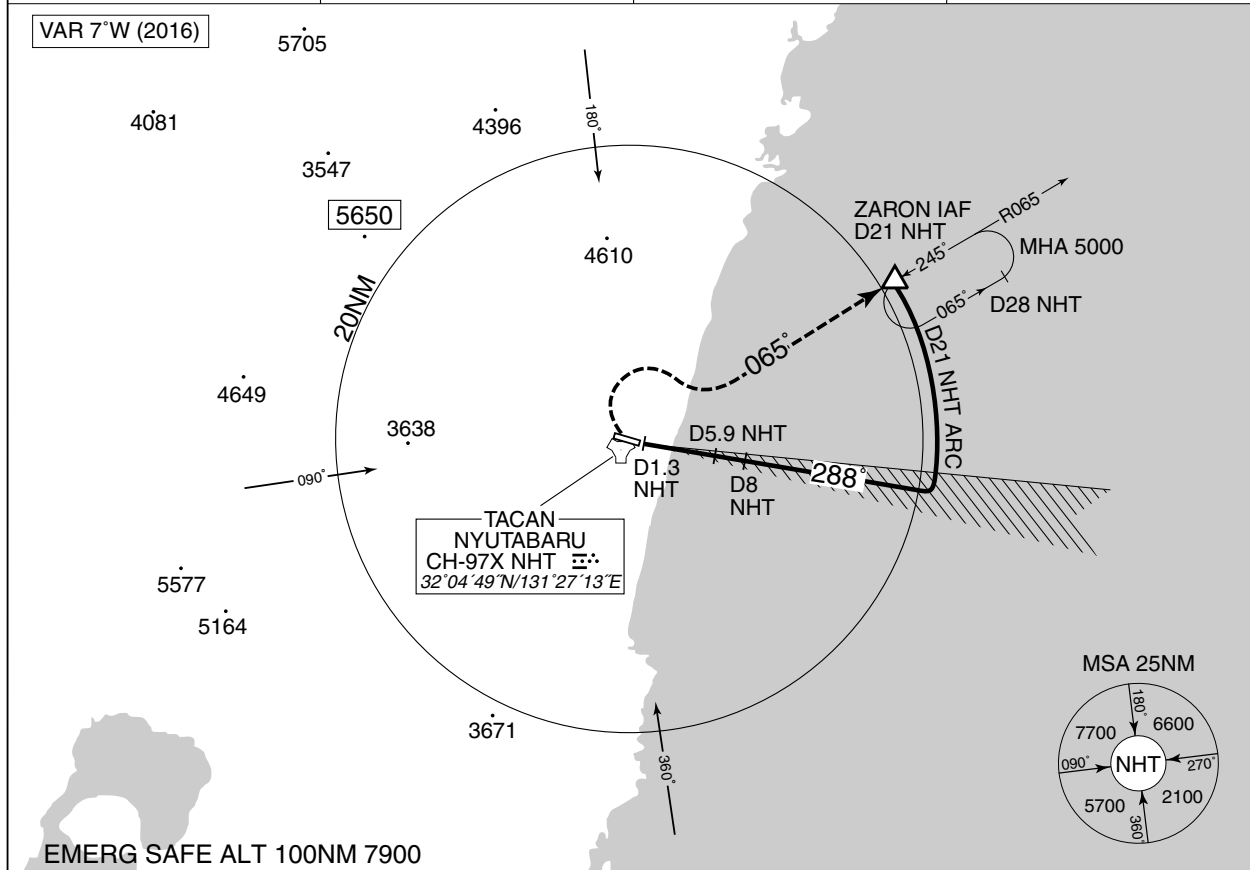 VAR 7˚W (2016)
5705
4081
4396
180˚
3547
5650
ZARON IAF
D21 NHT
R065
245˚
MHA 5000
4610
20NM
065˚
D28 NHT
065˚
D21 NHT ARC
4649
3638
D5.9 NHT
090˚
D1.3
NHT
D8
NHT
288˚
TACAN
NYUTABARU
CH-97X NHT
32˚04´49˝N/131˚27´13˝E
5577
5164
3671
360˚
MSA 25NM
180˚
7700
6600
090˚
NHT
270˚
5700
2100
360˚
EMERG SAFE ALT 100NM 7900